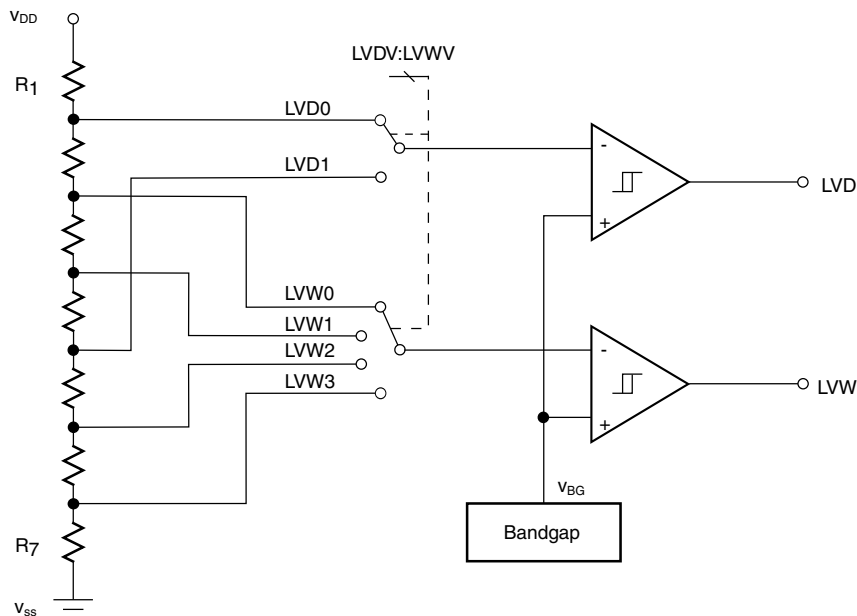 VDD
LVDV:LVWV
R1
LVD0
LVD1
-
+
LVD
LVW0
LVW1
LVW2
LVW3
-
+
LVW
VBG
Bandgap
R7
Vss